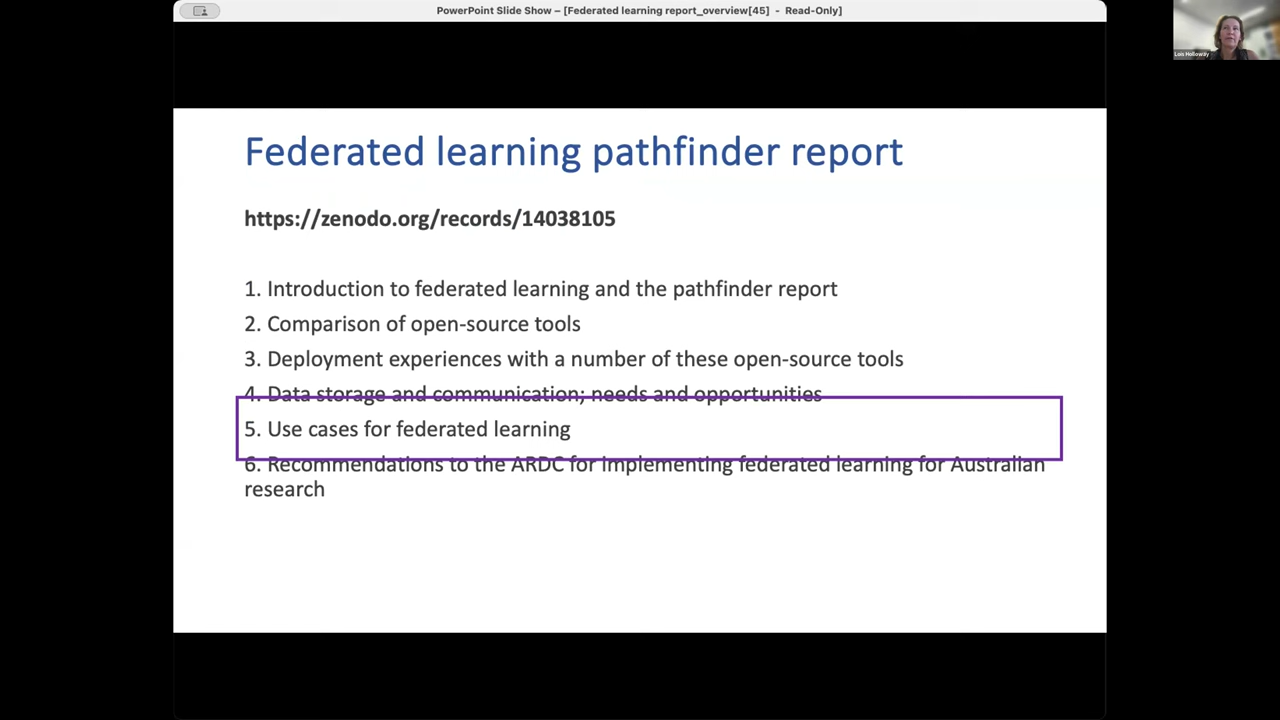 PowerPoint Slide Show – [Federated learning report_overview[45] - Read-Only]
Lois Holloway
Federated learning pathfinder report
https://zenodo.org/records/14038105
1. Introduction to federated learning and the pathfinder report
2. Comparison of open-source tools
3. Deployment experiences with a number of these open-source tools
4. Data storage and communication; needs and opportunities
5. Use cases for federated learning
6. Recommendations to the ARDC for implementing federated learning for Australian
research